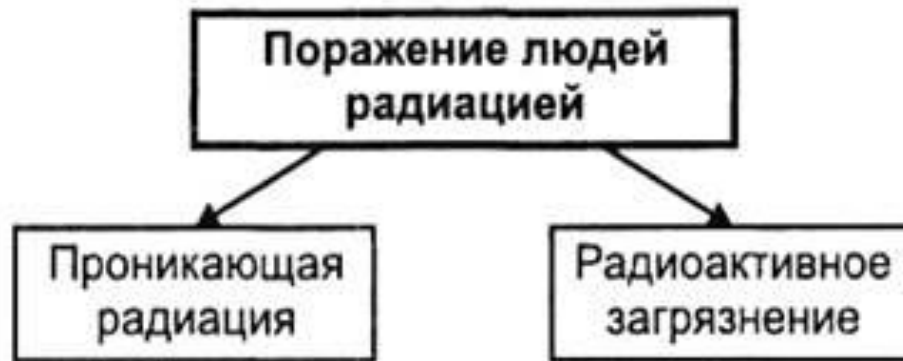 Поражение людей
радиацией
Проникающая
радиация
Радиоактивное
загрязнение